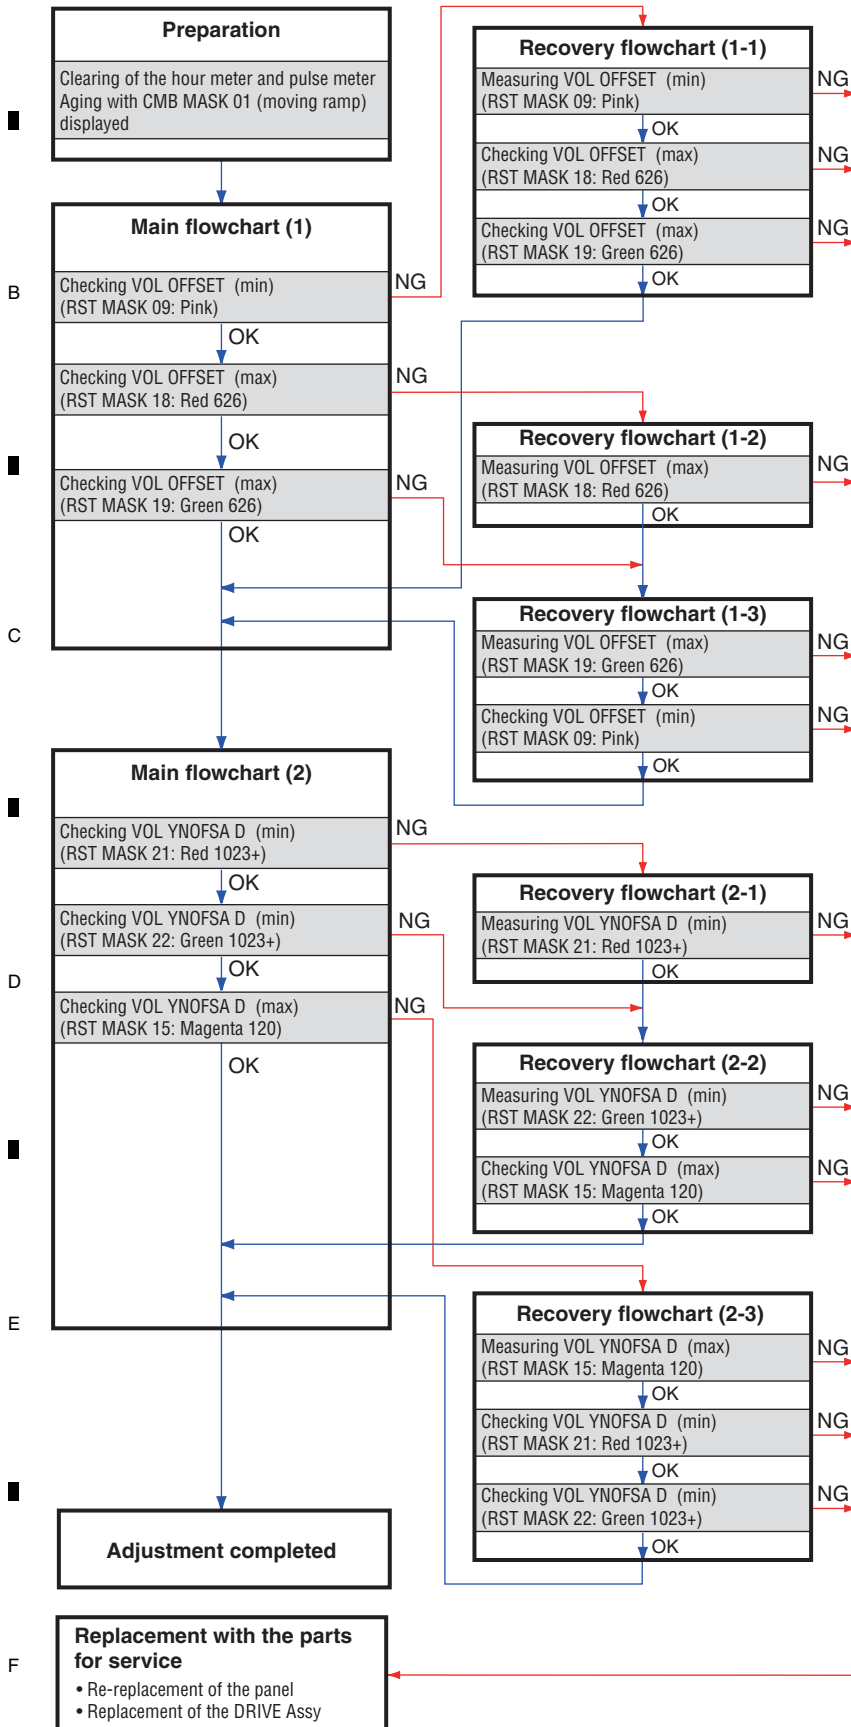 Preparation
Clearing of the hour meter and pulse meter
Aging with CMB MASK 01 (moving ramp)
displayed
Main flowchart (1)
B
Checking VOL OFFSET (min)
(RST MASK 09: Pink)
NG
OK
Checking VOL OFFSET (max)
(RST MASK 18: Red 626)
NG
OK
Checking VOL OFFSET (max)
(RST MASK 19: Green 626)
NG
OK
C
Recovery flowchart (1-1)
Measuring VOL OFFSET (min)
(RST MASK 09: Pink)
NG
OK
Checking VOL OFFSET (max)
(RST MASK 18: Red 626)
NG
OK
Checking VOL OFFSET (max)
(RST MASK 19: Green 626)
NG
OK
Recovery flowchart (1-2)
Measuring VOL OFFSET (max)
(RST MASK 18: Red 626)
NG
OK
Recovery flowchart (1-3)
Measuring VOL OFFSET (max)
(RST MASK 19: Green 626)
NG
OK
Checking VOL OFFSET (min)
(RST MASK 09: Pink)
NG
OK
Main flowchart (2)
Checking VOL YNOFSA D (min)
(RST MASK 21: Red 1023+)
NG
OK
Checking VOL YNOFSA D (min)
(RST MASK 22: Green 1023+)
NG
OK
D
Checking VOL YNOFSA D (max)
(RST MASK 15: Magenta 120)
NG
OK
Recovery flowchart (2-1)
Measuring VOL YNOFSA D (min)
(RST MASK 21: Red 1023+)
NG
OK
Recovery flowchart (2-2)
Measuring VOL YNOFSA D (min)
(RST MASK 22: Green 1023+)
NG
OK
Checking VOL YNOFSA D (max)
(RST MASK 15: Magenta 120)
NG
OK
E
Recovery flowchart (2-3)
Measuring VOL YNOFSA D (max)
(RST MASK 15: Magenta 120)
NG
OK
Checking VOL YNOFSA D (min)
(RST MASK 21: Red 1023+)
NG
OK
Checking VOL YNOFSA D (min)
(RST MASK 22: Green 1023+)
NG
OK
Adjustment completed
F
Replacement with the parts
for service
• Re-replacement of the panel
• Replacement of the DRIVE Assy